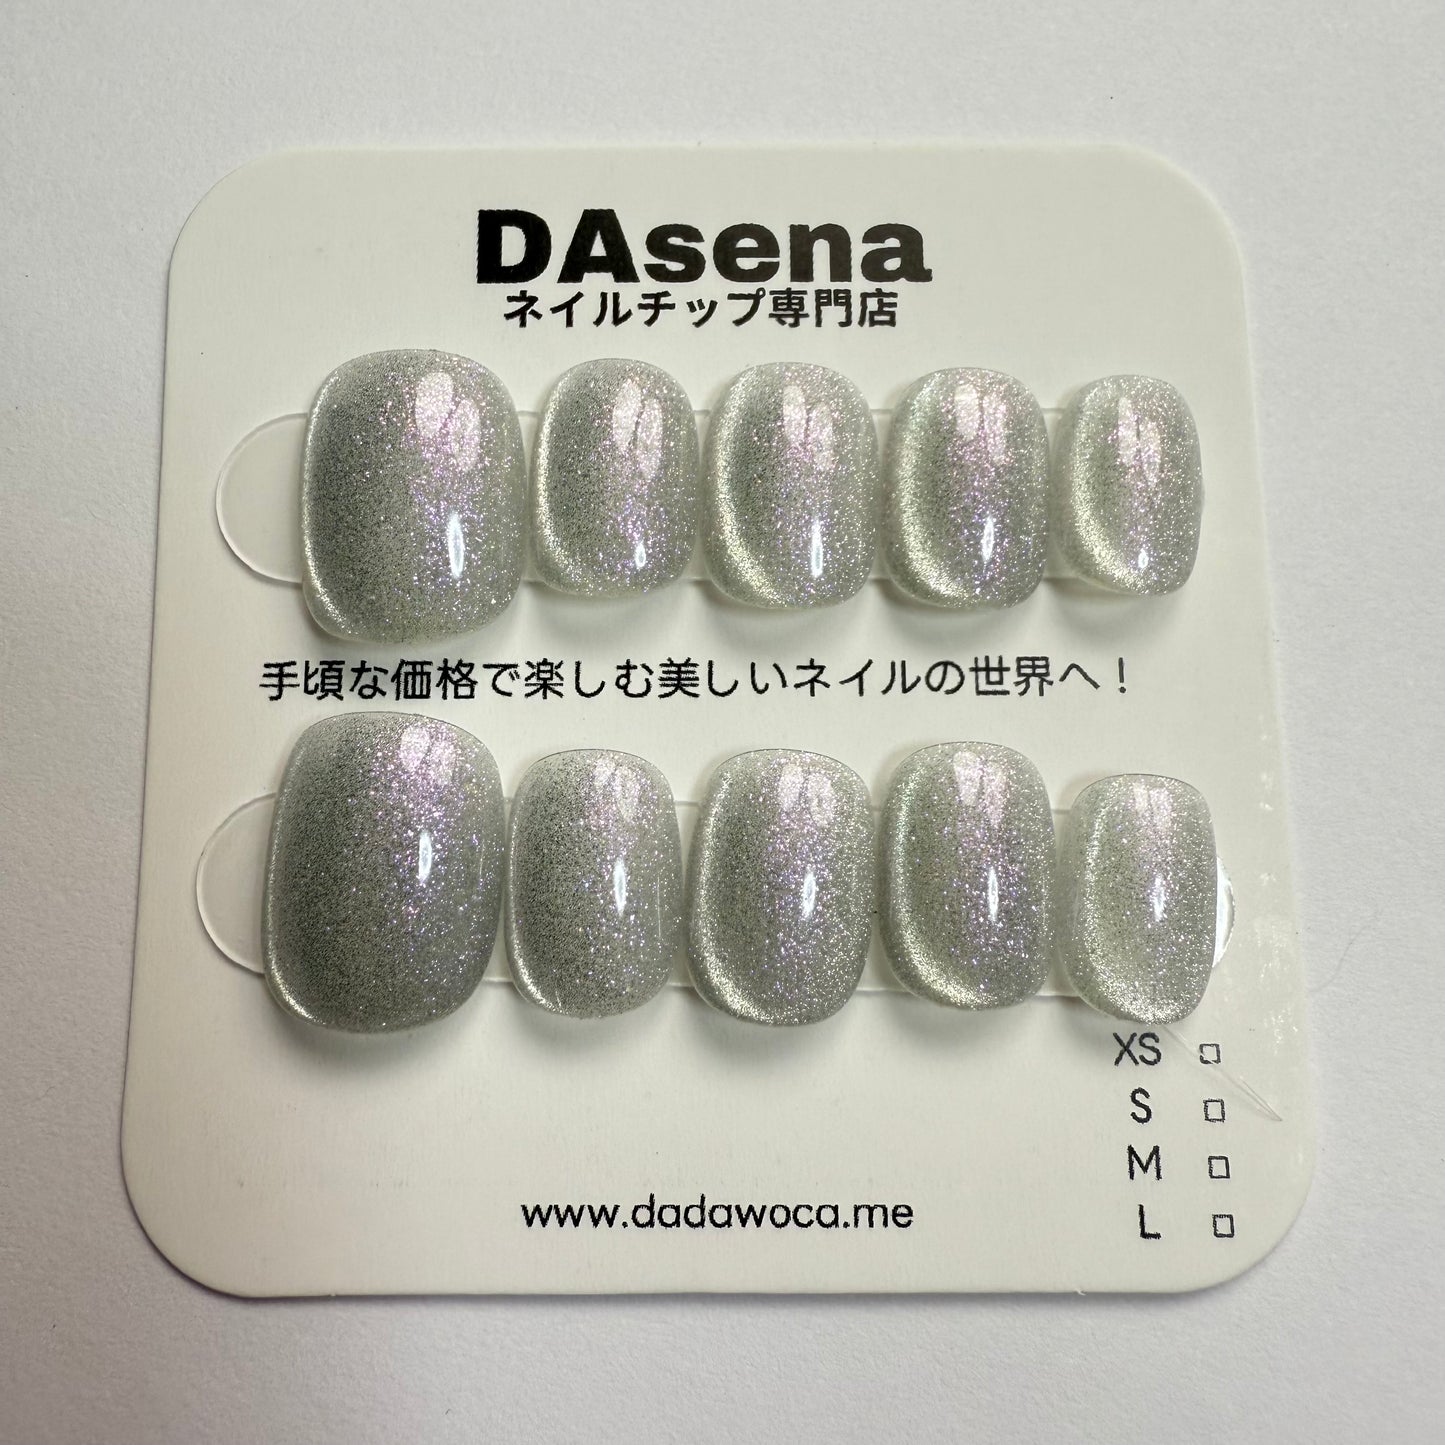 DAsena
ネイルチップ専門店
手頃な価格で楽しむ美しいネイルの世界へ！
XS
S
M
L
www.dadawoca.me